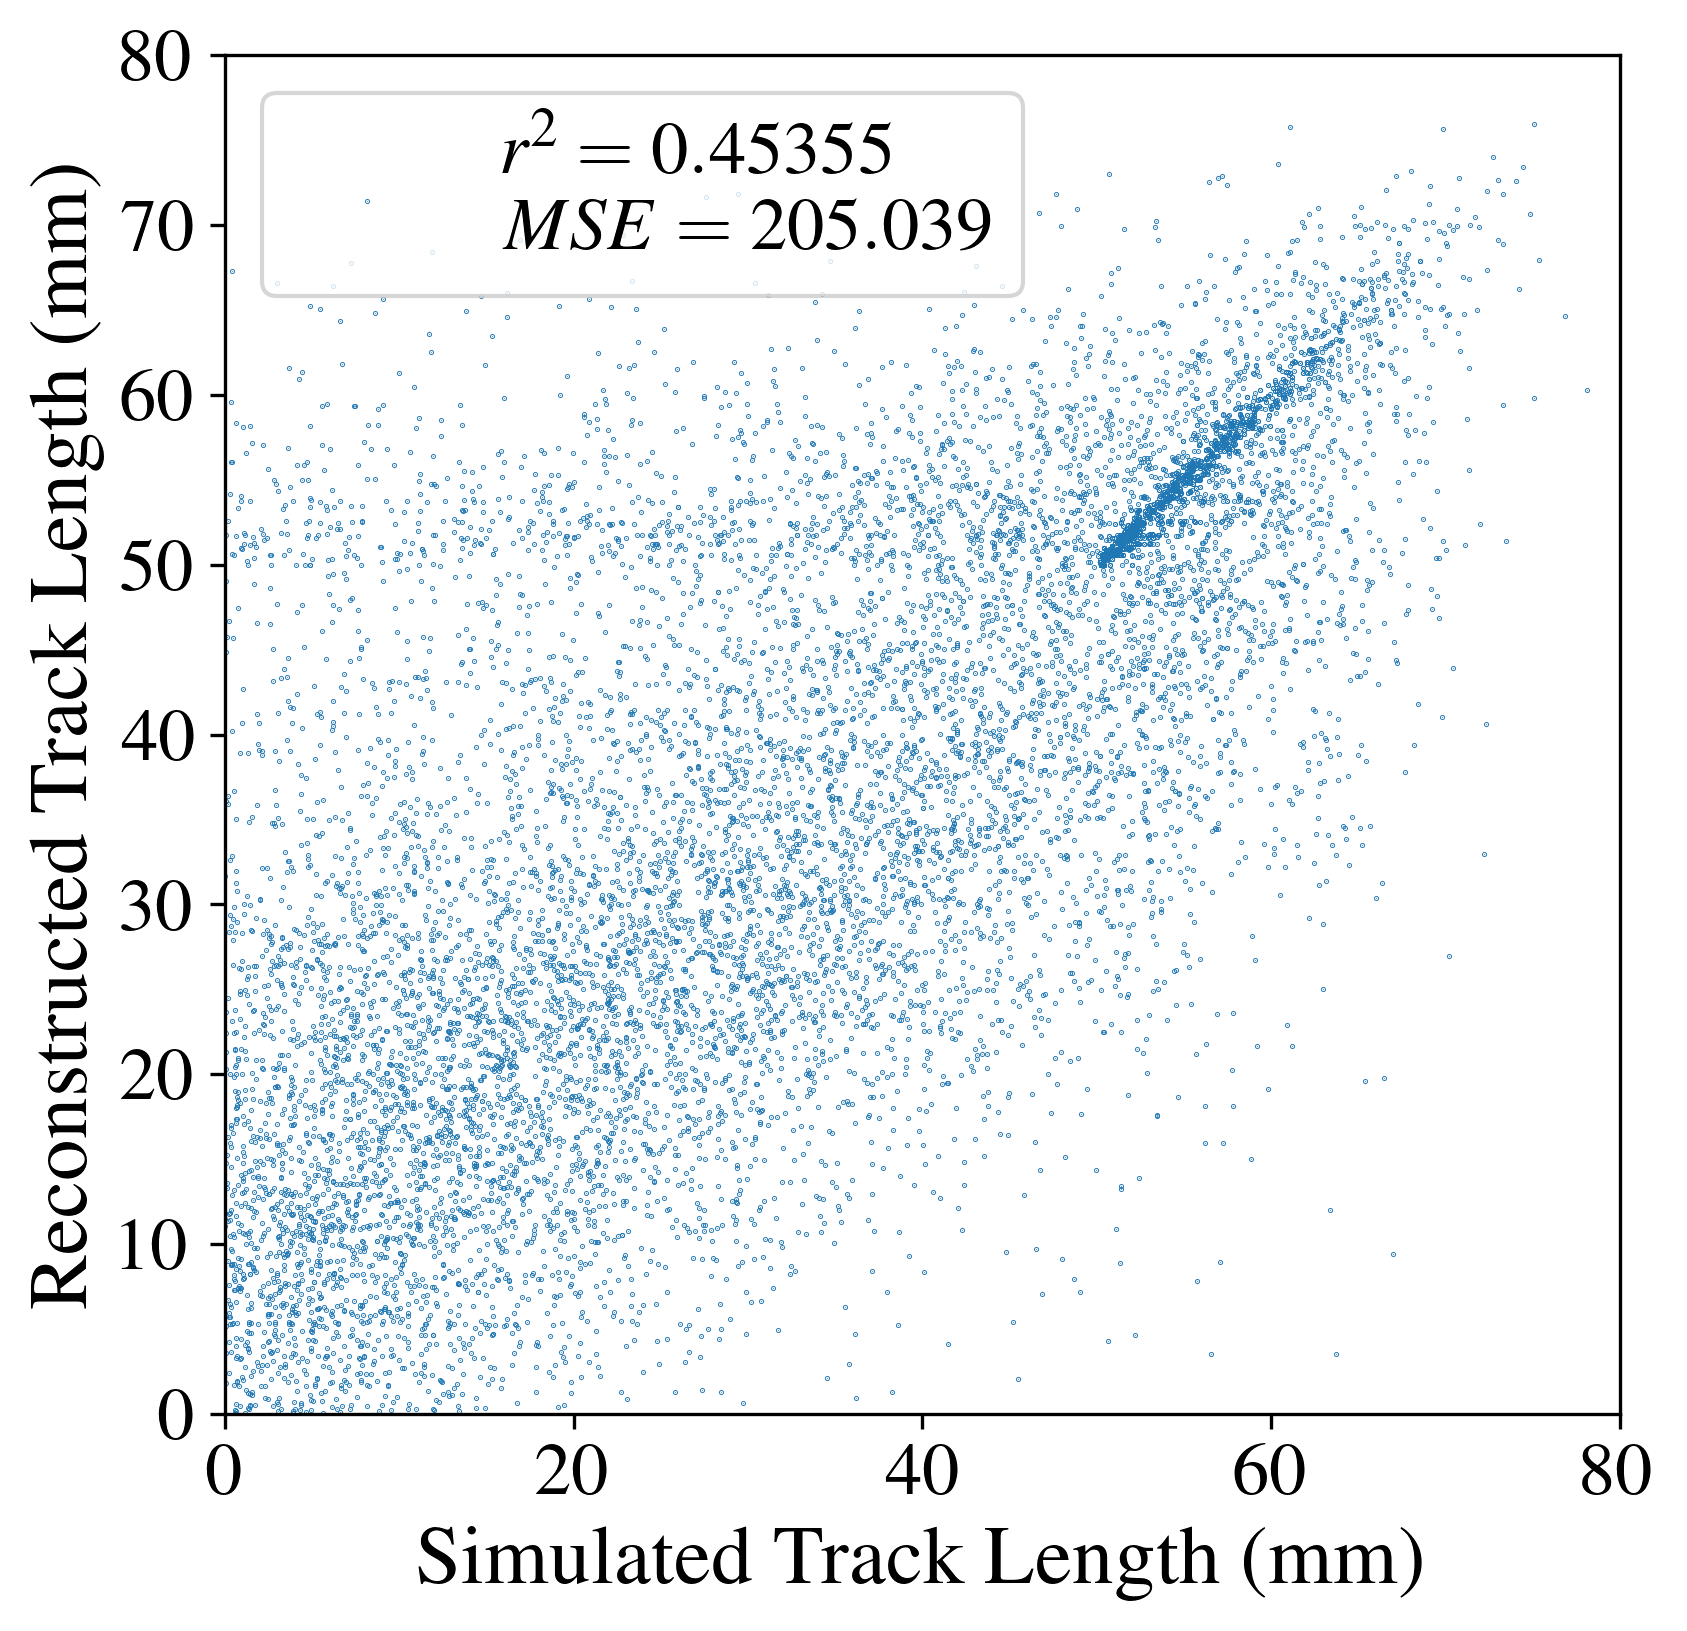 r² = 0.45355
MSE = 205.039
80
70
60
50
40
30
20
10
0
0 20 40 60 80
Reconstructed Track Length (mm)
Simulated Track Length (mm)